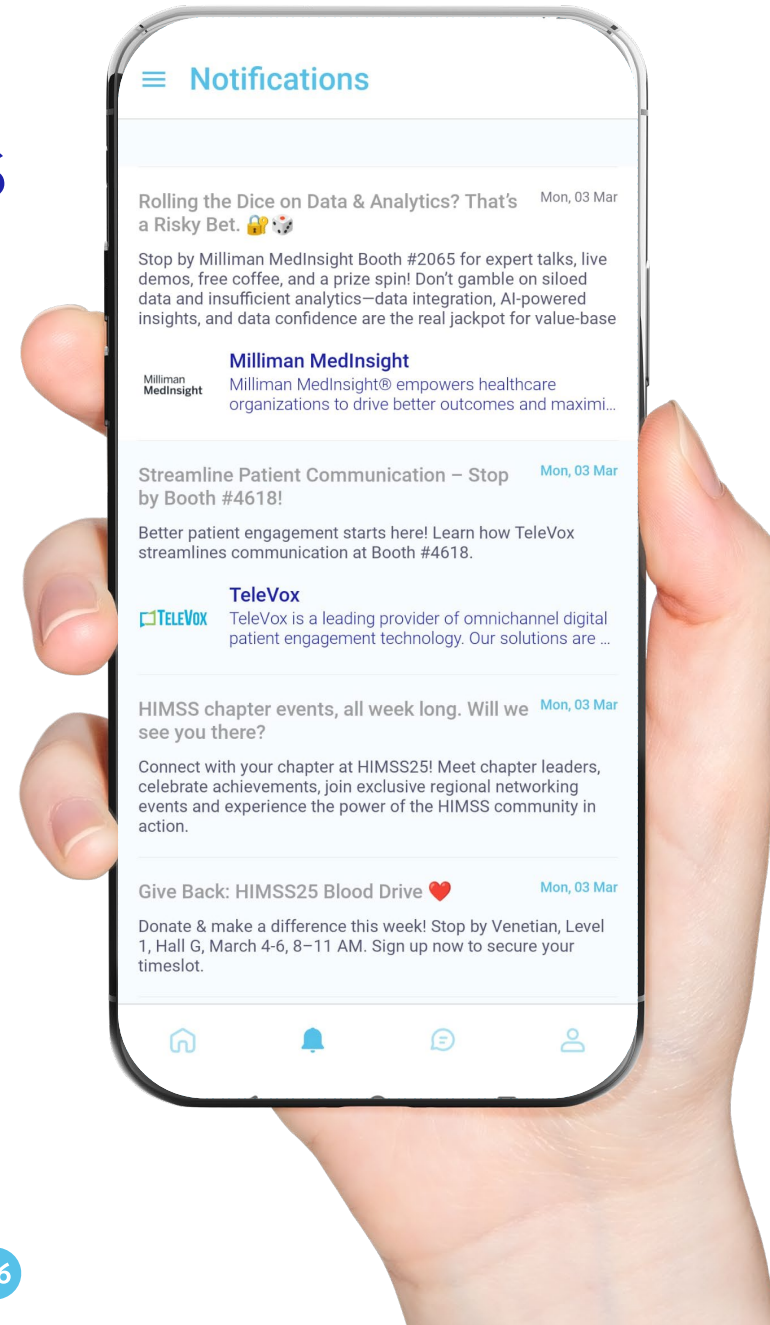 Notifications
Rolling the Dice on Data & Analytics? That’s
a Risky Bet. 🔐🎲
Mon, 03 Mar
Stop by Milliman MedInsight Booth #2065 for expert talks, live
demos, free coffee, and a prize spin! Don’t gamble on siloed
data and insufficient analytics—data integration, AI-powered
insights, and data confidence are the real jackpot for value-base
Milliman
MedInsight
Milliman MedInsight
Milliman MedInsight® empowers healthcare
organizations to drive better outcomes and maximi...
Streamline Patient Communication – Stop
by Booth #4618!
Mon, 03 Mar
Better patient engagement starts here! Learn how TeleVox
streamlines communication at Booth #4618.
TELEVOX
TeleVox
TeleVox is a leading provider of omnichannel digital
patient engagement technology. Our solutions are ...
HIMSS chapter events, all week long. Will we
see you there?
Mon, 03 Mar
Connect with your chapter at HIMSS25! Meet chapter leaders,
celebrate achievements, join exclusive regional networking
events and experience the power of the HIMSS community in
action.
Give Back: HIMSS25 Blood Drive ❤️
Mon, 03 Mar
Donate & make a difference this week! Stop by Venetian, Level
1, Hall G, March 4-6, 8–11 AM. Sign up now to secure your
timeslot.
6